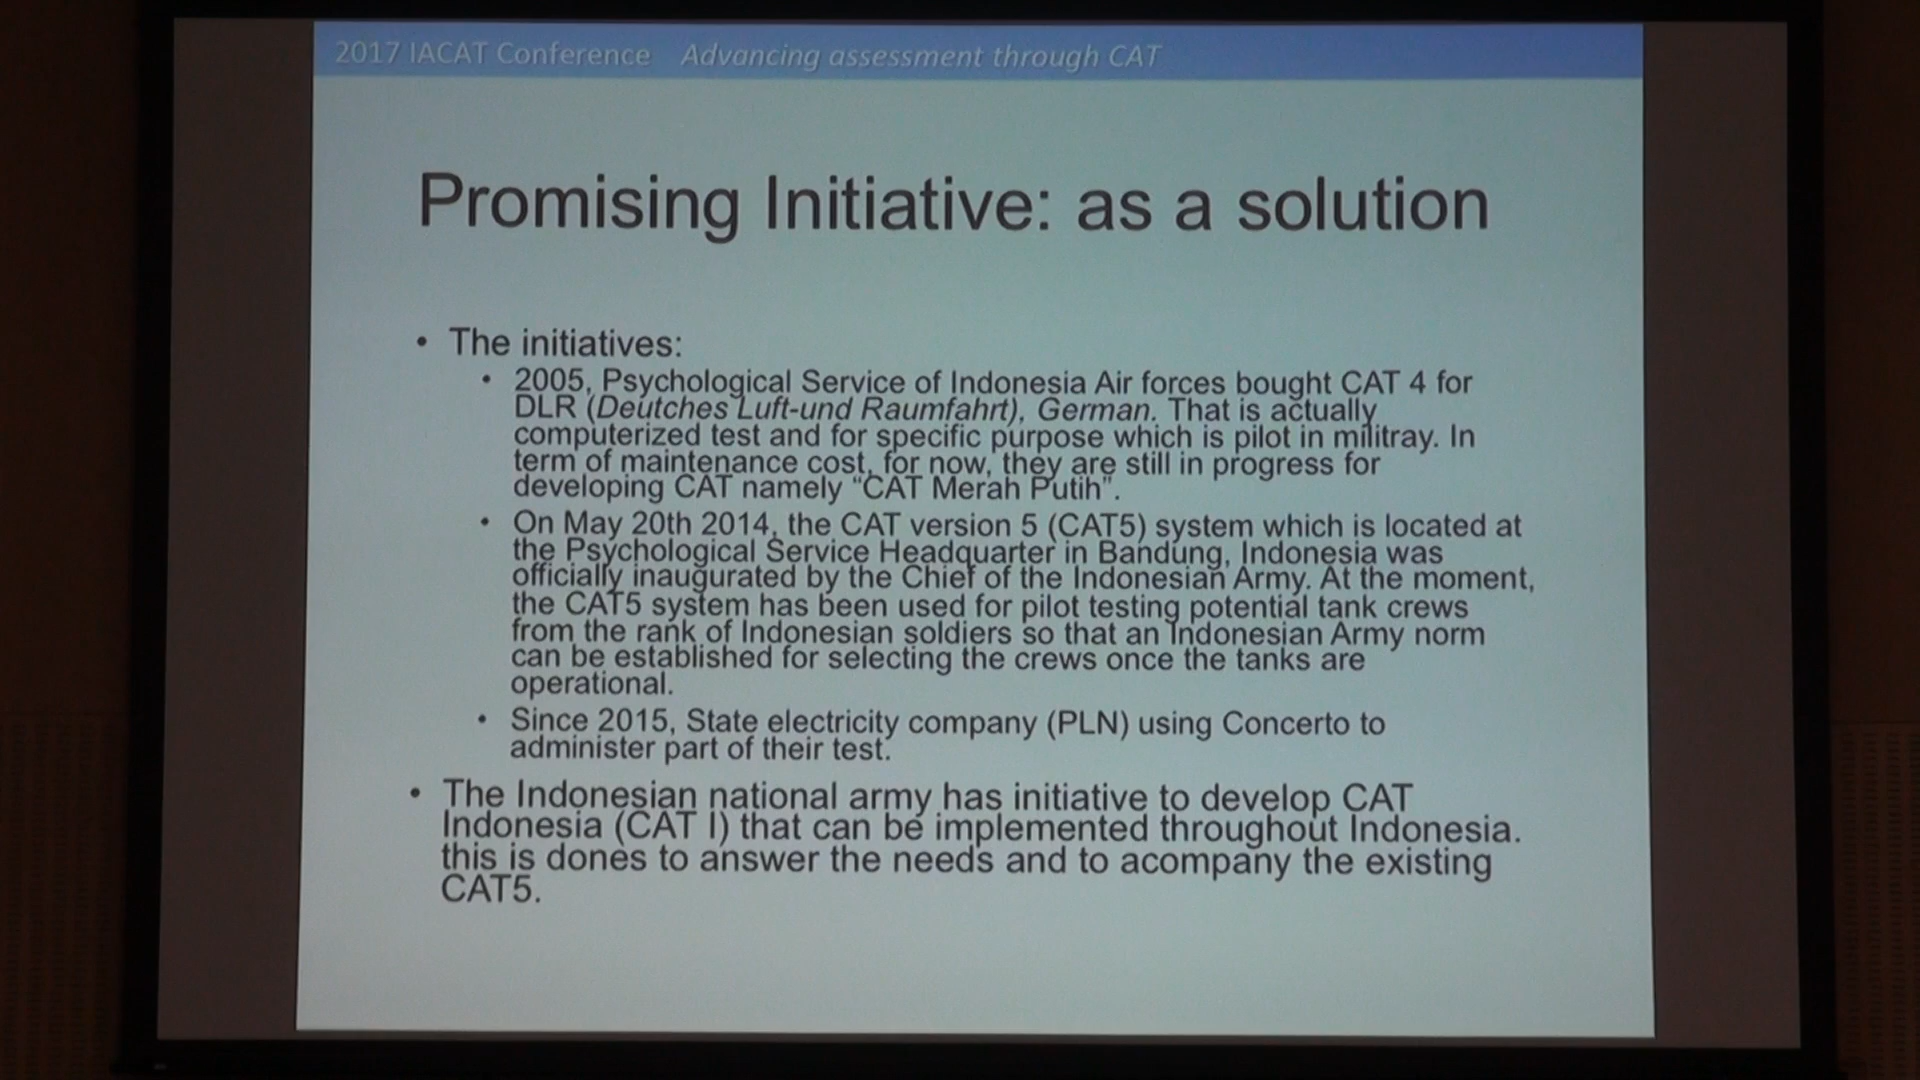 2017 IACAT Conference Advancing assessment through CAT
Promising Initiative: as a solution
• The initiatives:
• 2005, Psychological Service of Indonesia Air forces bought CAT 4 for
DLR (Deutches Luft-und Raumfahrt), German. That is actually
computerized test and for specific purpose which is pilot in militray. In
term of maintenance cost, for now, they are still in progress for
developing CAT namely “CAT Merah Putih”.
• On May 20th 2014, the CAT version 5 (CAT5) system which is located at
the Psychological Service Headquarter in Bandung, Indonesia was
officially inaugurated by the Chief of the Indonesian Army. At the moment,
the CAT5 system has been used for pilot testing potential tank crews
from the rank of Indonesian soldiers so that an Indonesian Army norm
can be established for selecting the crews once the tanks are
operational.
• Since 2015, State electricity company (PLN) using Concerto to
administer part of their test.
• The Indonesian national army has initiative to develop CAT
Indonesia (CAT I) that can be implemented throughout Indonesia.
this is dones to answer the needs and to acompany the existing
CAT5.